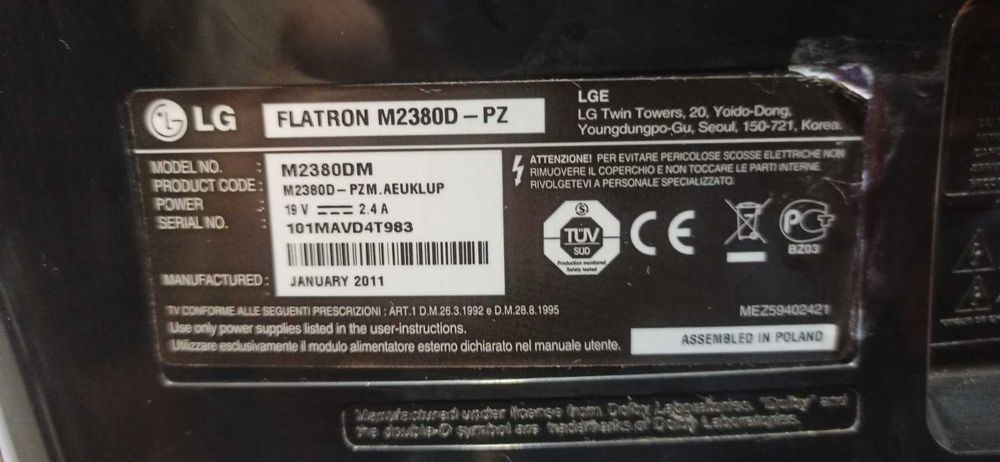 LG
FLATRON M2380D-PZ
LGE
LG Twin Towers, 20, Yoido-Dong,
Youngdungpo-Gu, Seoul, 150-721, Korea
MODEL NO. : M2380DM
PRODUCT CODE : M2380D-PZM.AEUKLUP
POWER 19 V 2.4 A
SERIAL NO. 101MAVD4T983
MANUFACTURED : JANUARY 2011
ATTENZIONE! PER EVITARE PERICOLOSE SCOSSE ELETTRICHE NON
RIMUOVERE IL COPERCHIO E NON TOCCARE LE PARTI INTERNE.
RIVOLGETEVI A PERSONALE SPECIALIZZATO.
TÜV
SÜD
Production monitored
Safety tested
CE
BZ03
TV CONFORME ALLE SEGUENTI PRESCRIZIONI : ÀRT.1 D.M.26.3.1992 e D.M.28.8.1995
MEZ59402421
Use only power supplies listed in the user-instructions.
Utilizzare esclusivamente il modulo alimentatore esterno dichiarato nel manuale utente.
ASSEMBLED IN POLAND
Manufactured under license from Dolby Laboratories. "Dolby" and
the double-D symbol are trademarks of Dolby Laboratories.